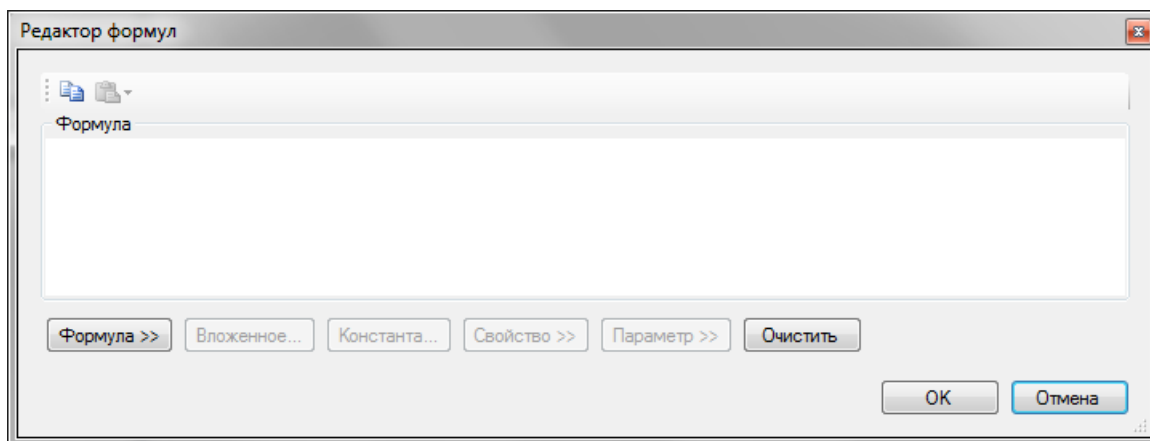 Редактор формул
Формула
Формула >> Вложенное... Константа... Свойство >> Параметр >> Очистить
OK Отмена